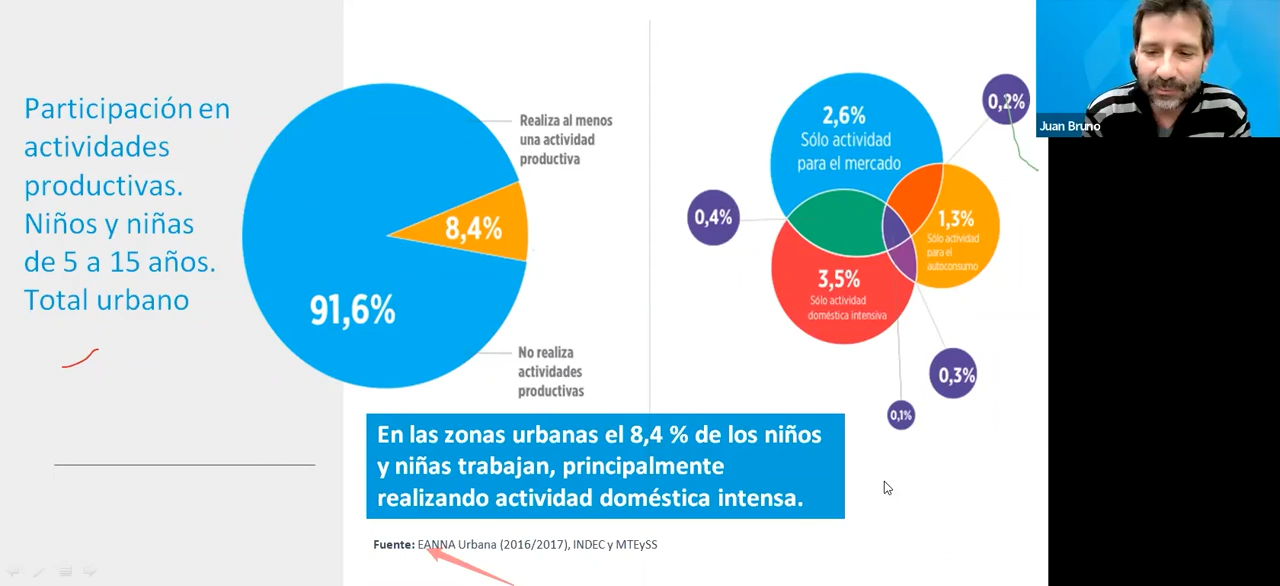 Participación en
actividades
productivas.
Niños y niñas
de 5 a 15 años.
Total urbano
Realiza al menos
una actividad
productiva
8,4%
91,6%
No realiza
actividades
productivas
2,6%
Sólo actividad
para el mercado
0,2%
0,4%
1,3%
Sólo actividad
para el
autoconsumo
3,5%
Sólo actividad
doméstica intensiva
0,3%
0,1%
En las zonas urbanas el 8,4 % de los niños
y niñas trabajan, principalmente
realizando actividad doméstica intensa.
Fuente: EANNA Urbana (2016/2017), INDEC y MTEySS
Juan Bruno